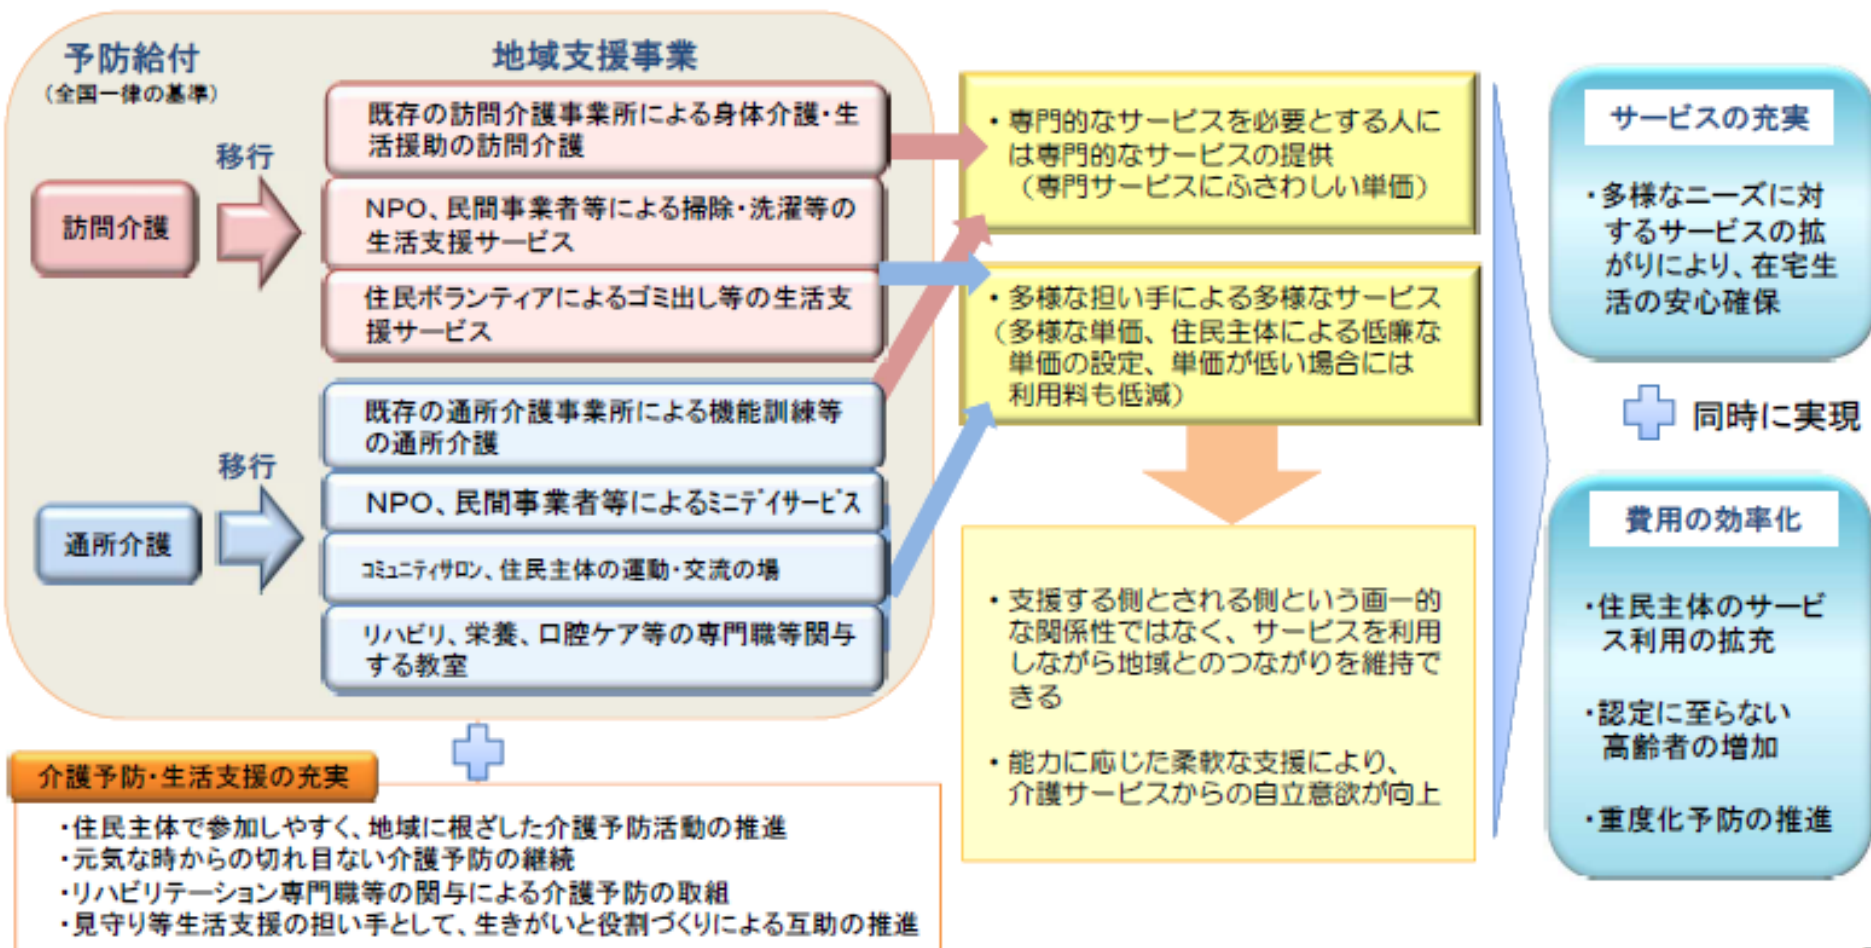 予防給付
（全国一律の基準）
地域支援事業
移行
訪問介護
既存の訪問介護事業所による身体介護・生
活援助の訪問介護
NPO、民間事業者等による掃除・洗濯等の
生活支援サービス
住民ボランティアによるゴミ出し等の生活支
援サービス
移行
通所介護
既存の通所介護事業所による機能訓練等
の通所介護
NPO、民間事業者等によるミニデイサービス
コミュニティサロン、住民主体の運動・交流の場
リハビリ、栄養、口腔ケア等の専門職等関与
する教室
介護予防・生活支援の充実
・住民主体で参加しやすく、地域に根ざした介護予防活動の推進
・元気な時からの切れ目ない介護予防の継続
・リハビリテーション専門職等の関与による介護予防の取組
・見守り等生活支援の担い手として、生きがいと役割づくりによる互助の推進
・専門的なサービスを必要とする人に
は専門的なサービスの提供
（専門サービスにふさわしい単価）
・多様な担い手による多様なサービス
（多様な単価、住民主体による低廉な
単価の設定、単価が低い場合には
利用料も低減）
・支援する側とされる側という画一的
な関係性ではなく、サービスを利用
しながら地域とのつながりを維持で
きる
・能力に応じた柔軟な支援により、
介護サービスからの自立意欲が向上
サービスの充実
・多様なニーズに対
するサービスの拡
がりにより、在宅生
活の安心確保
同時に実現
費用の効率化
・住民主体のサービ
ス利用の拡充
・認定に至らない
高齢者の増加
・重度化予防の推進